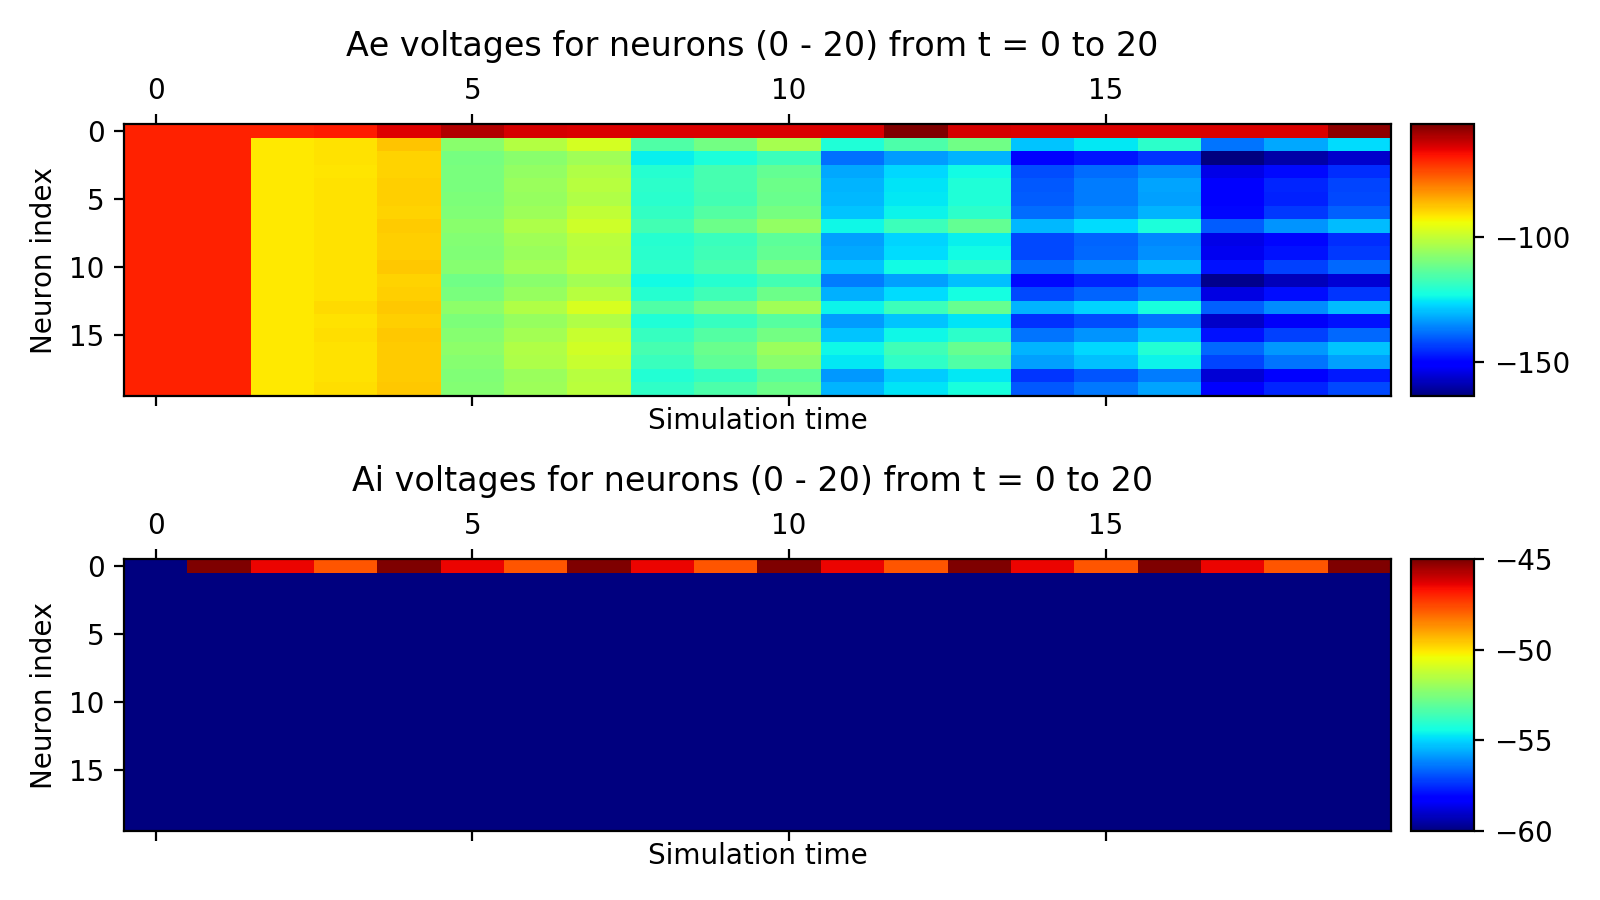 Ae voltages for neurons (0 - 20) from t = 0 to 20
0 5 10 15
0
5
10
15
Neuron index
Simulation time
−100
−150
Ai voltages for neurons (0 - 20) from t = 0 to 20
0 5 10 15
0
5
10
15
Neuron index
Simulation time
−45
−50
−55
−60